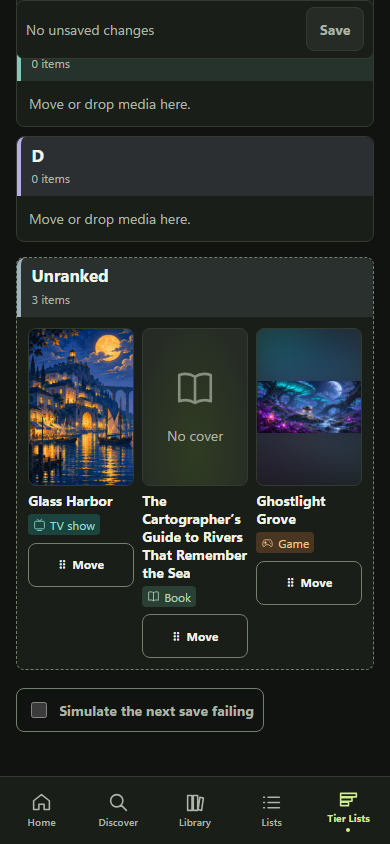 No unsaved changes
Save
0 items
Move or drop media here.
D
0 items
Move or drop media here.
Unranked
3 items
No cover
Glass Harbor
TV show
Move
The
Cartographer's
Guide to Rivers
That Remember
the Sea
Book
Move
Ghostlight
Grove
Game
Move
Simulate the next save failing
Home
Discover
Library
Lists
Tier Lists